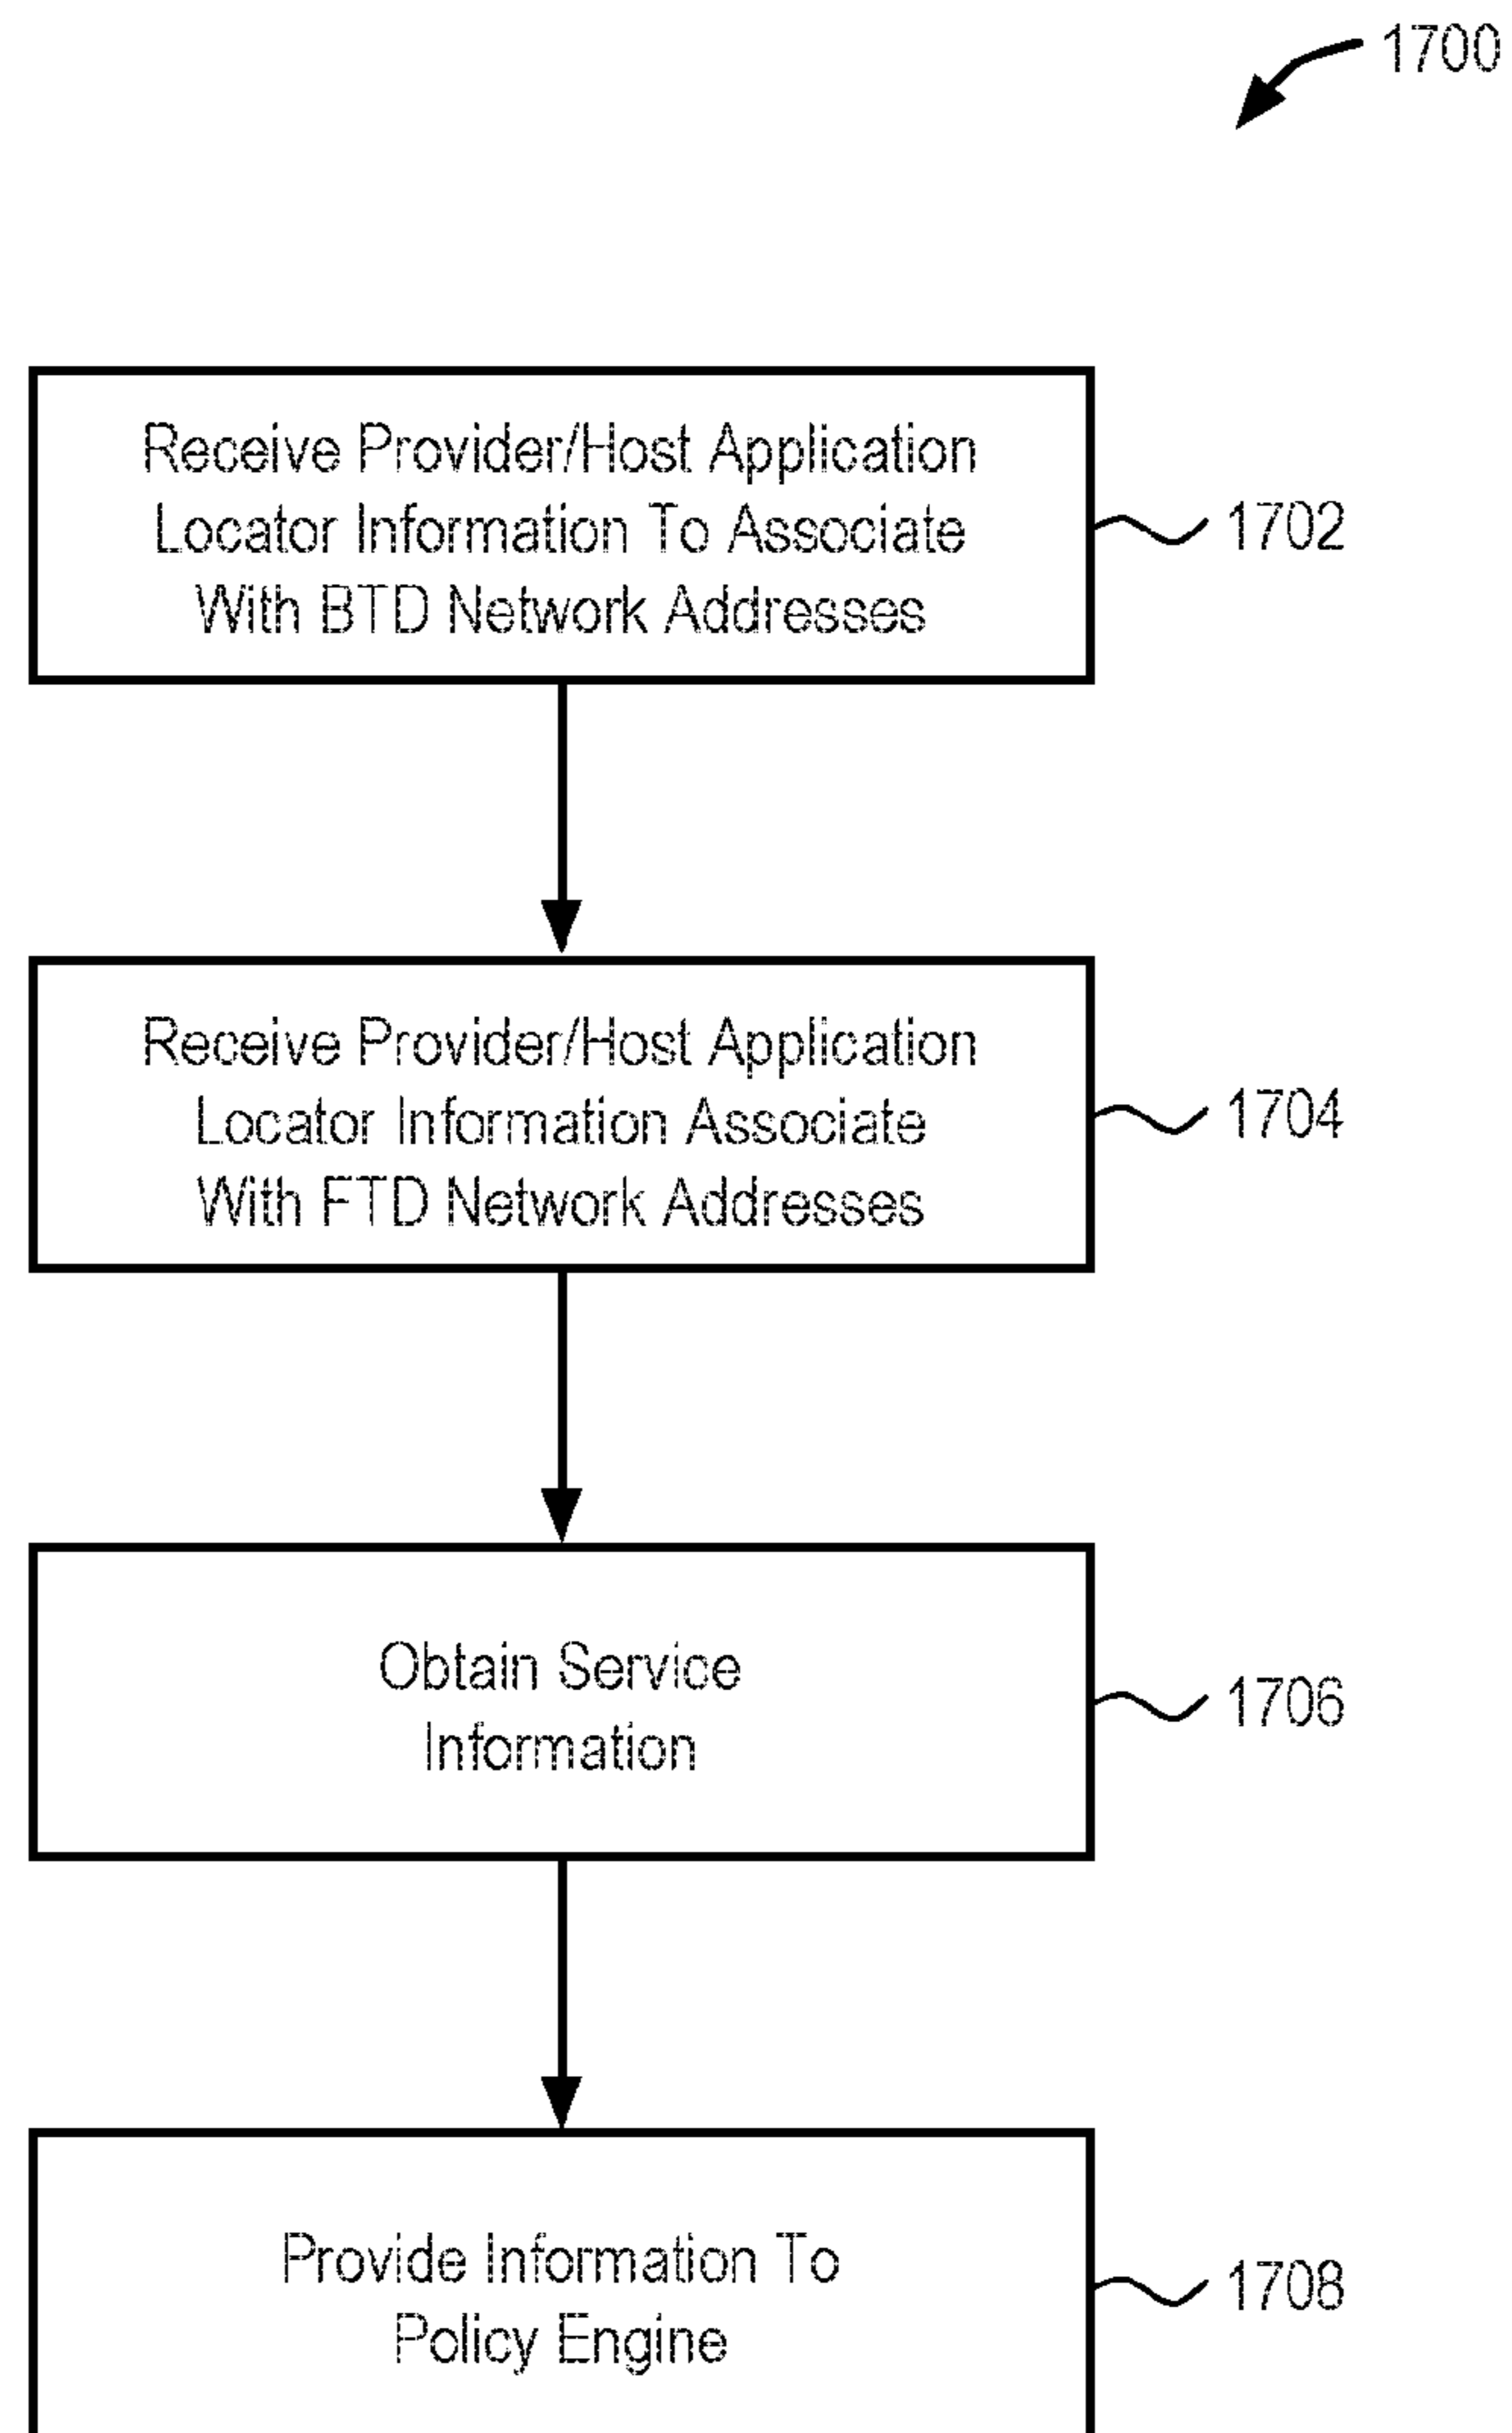 1700
Receive Provider/Host Application
Locator Information To Associate
With BTD Network Addresses
1702
Receive Provider/Host Application
Locator Information Associate
With FTD Network Addresses
1704
Obtain Service
Information
1706
Provide Information To
Policy Engine
1708